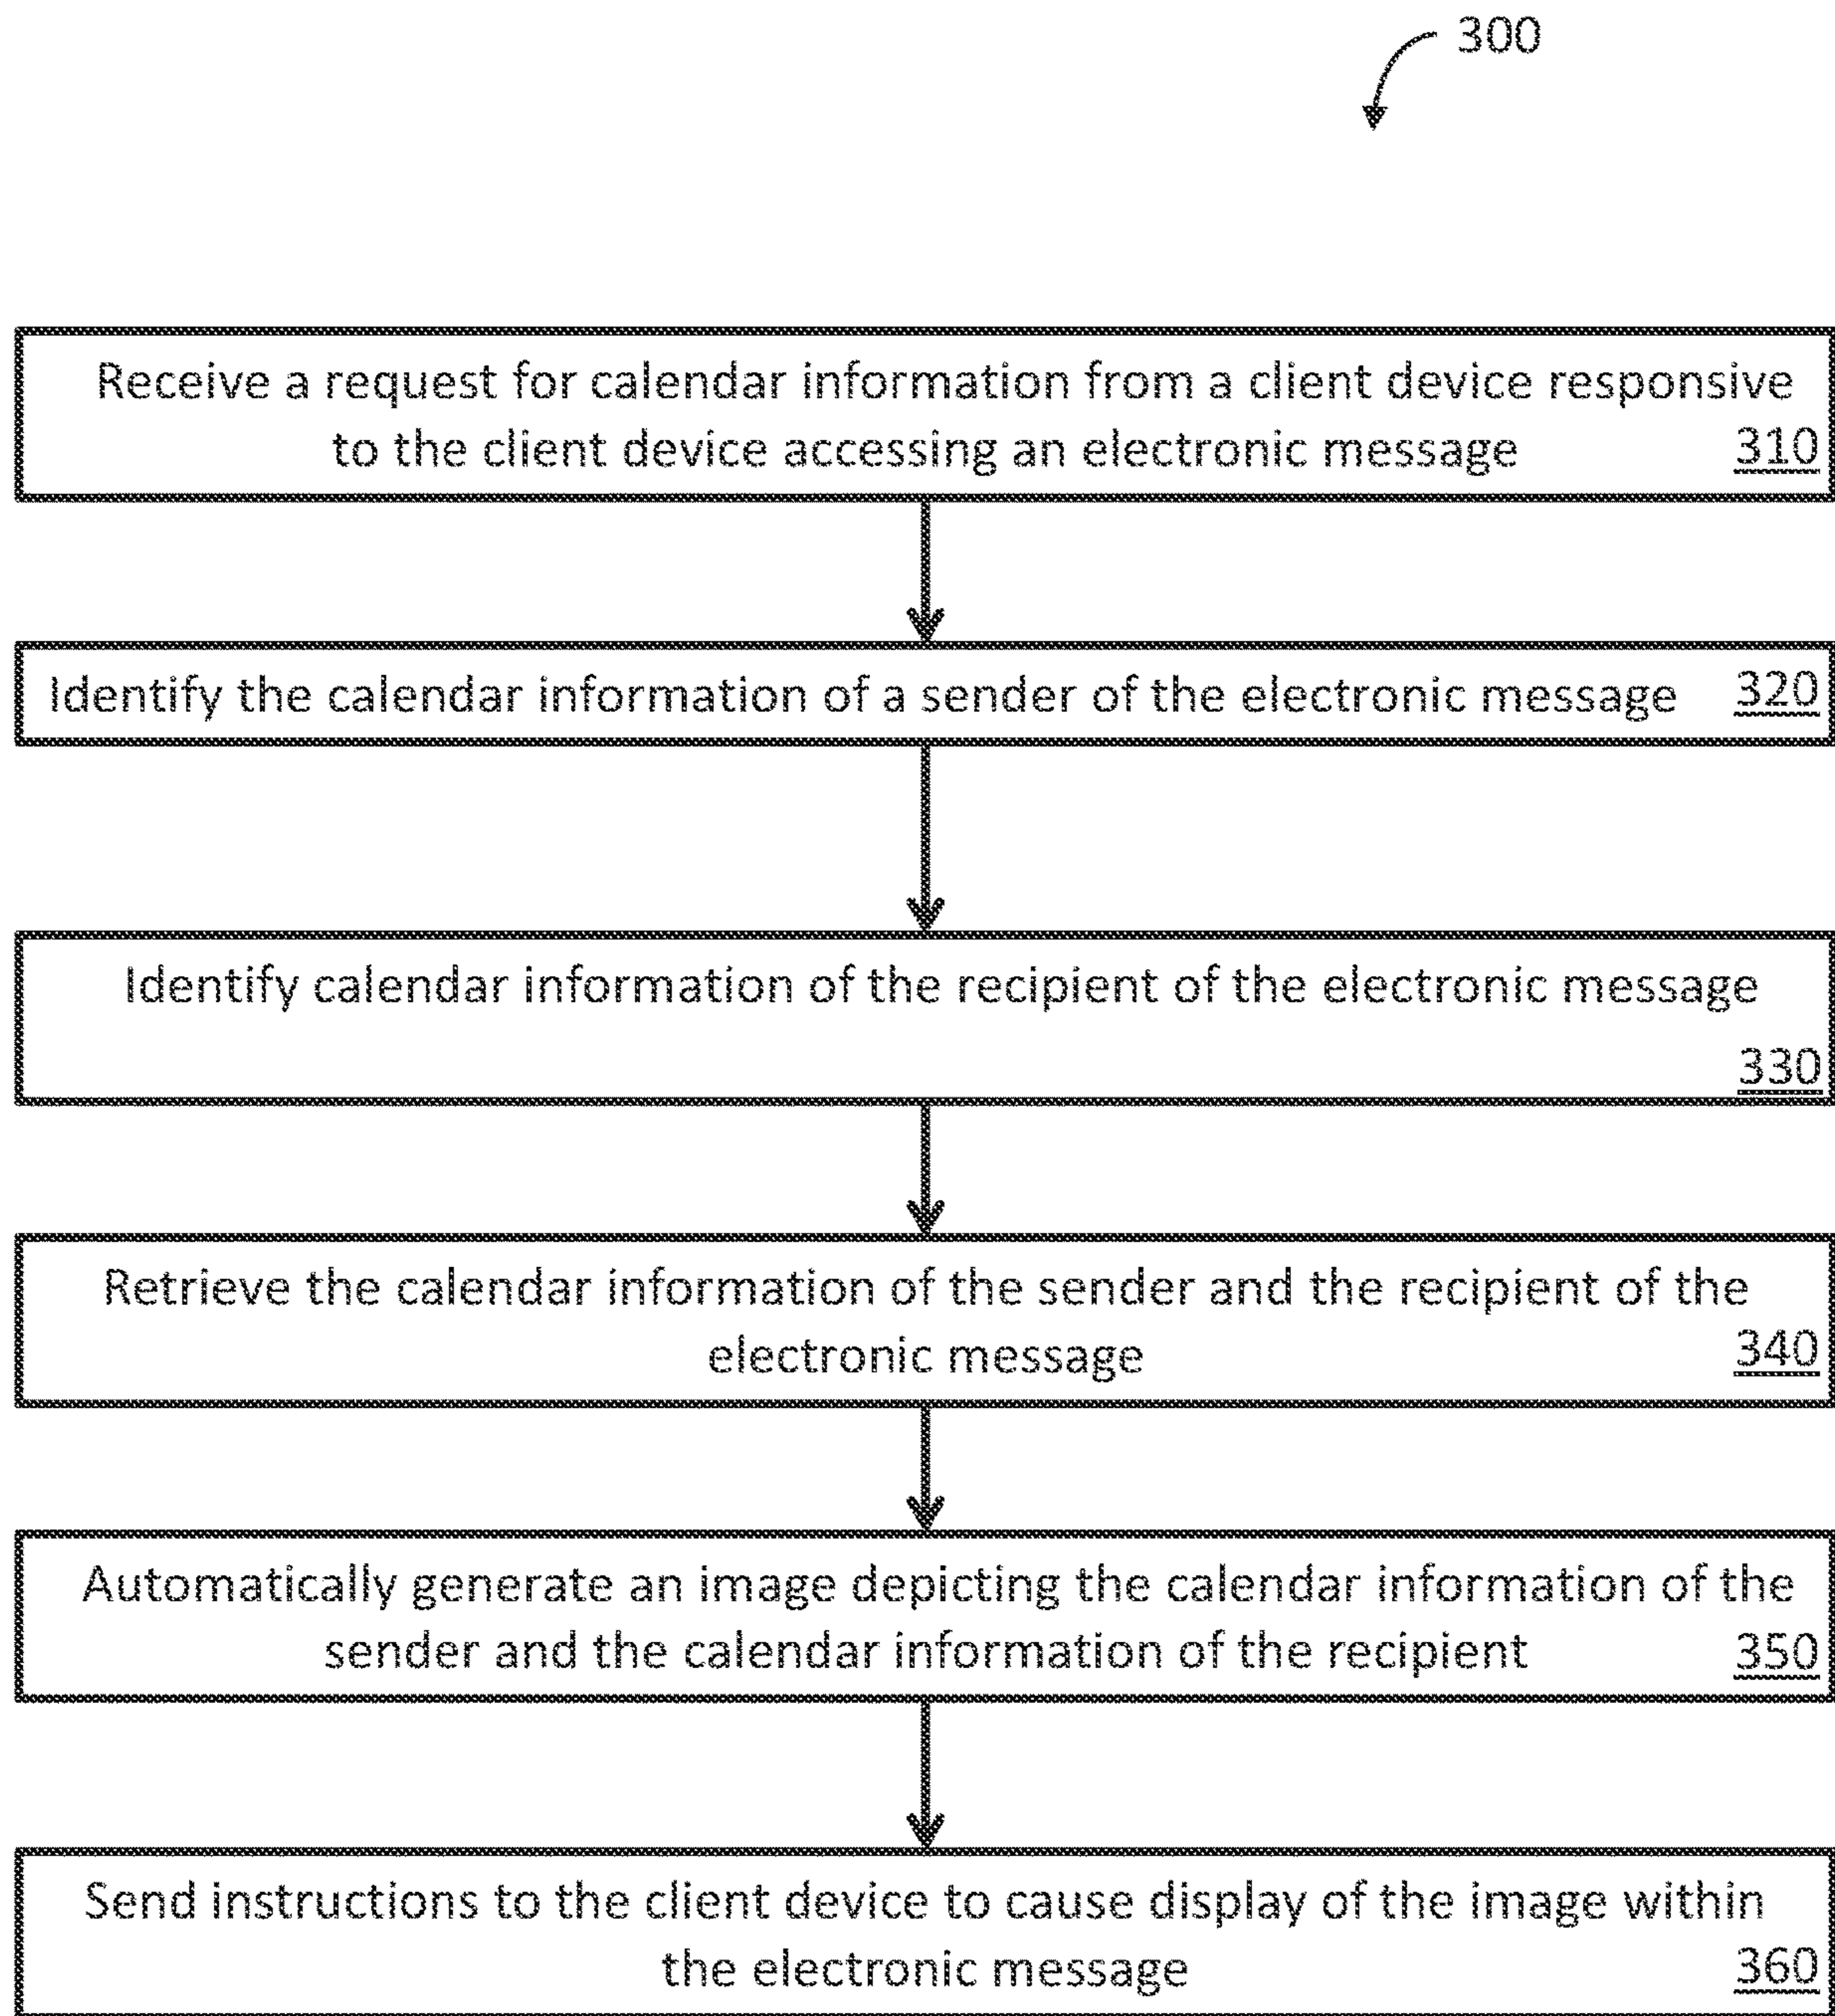 300
Receive a request for calendar information from a client device responsive
to the client device accessing an electronic message 310
Identify the calendar information of a sender of the electronic message 320
Identify calendar information of the recipient of the electronic message
330
Retrieve the calendar information of the sender and the recipient of the
electronic message 340
Automatically generate an image depicting the calendar information of the
sender and the calendar information of the recipient 350
Send instructions to the client device to cause display of the image within
the electronic message 360